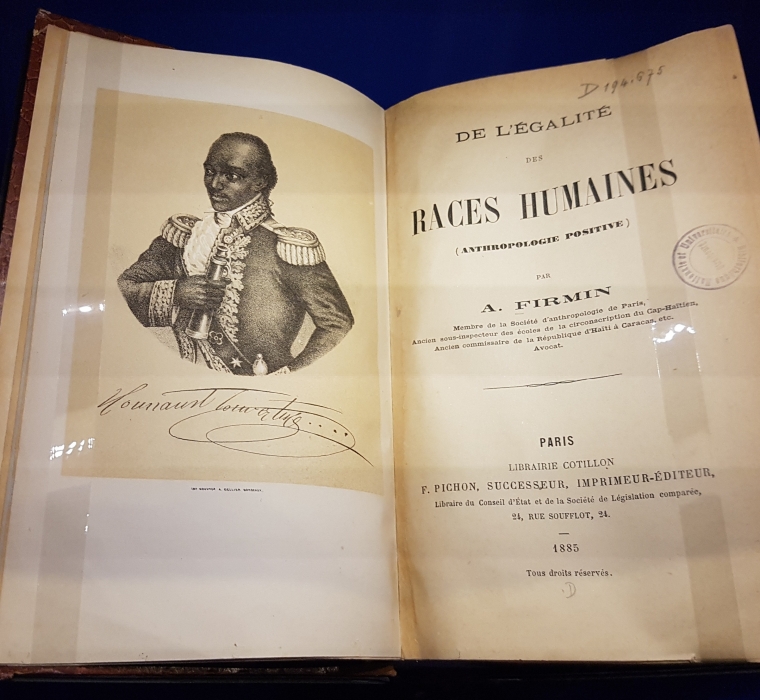 Toussaint Louverture
D 194.675
DE L'ÉGALITÉ
DES
RACES HUMAINES
(ANTHROPOLOGIE POSITIVE)
PAR
A. FIRMIN
Membre de la Société d'anthropologie de Paris,
Ancien sous-inspecteur des écoles de la circonscription du Cap-Haïtien,
Ancien commissaire de la République d'Haïti à Caracas, etc.
Avocat.
PARIS
LIBRAIRIE COTILLON
F. PICHON, SUCCESSEUR, IMPRIMEUR-ÉDITEUR,
Libraire du Conseil d'État et de la Société de Législation comparée,
24, RUE SOUFFLOT, 24.
1885
Tous droits réservés.
D